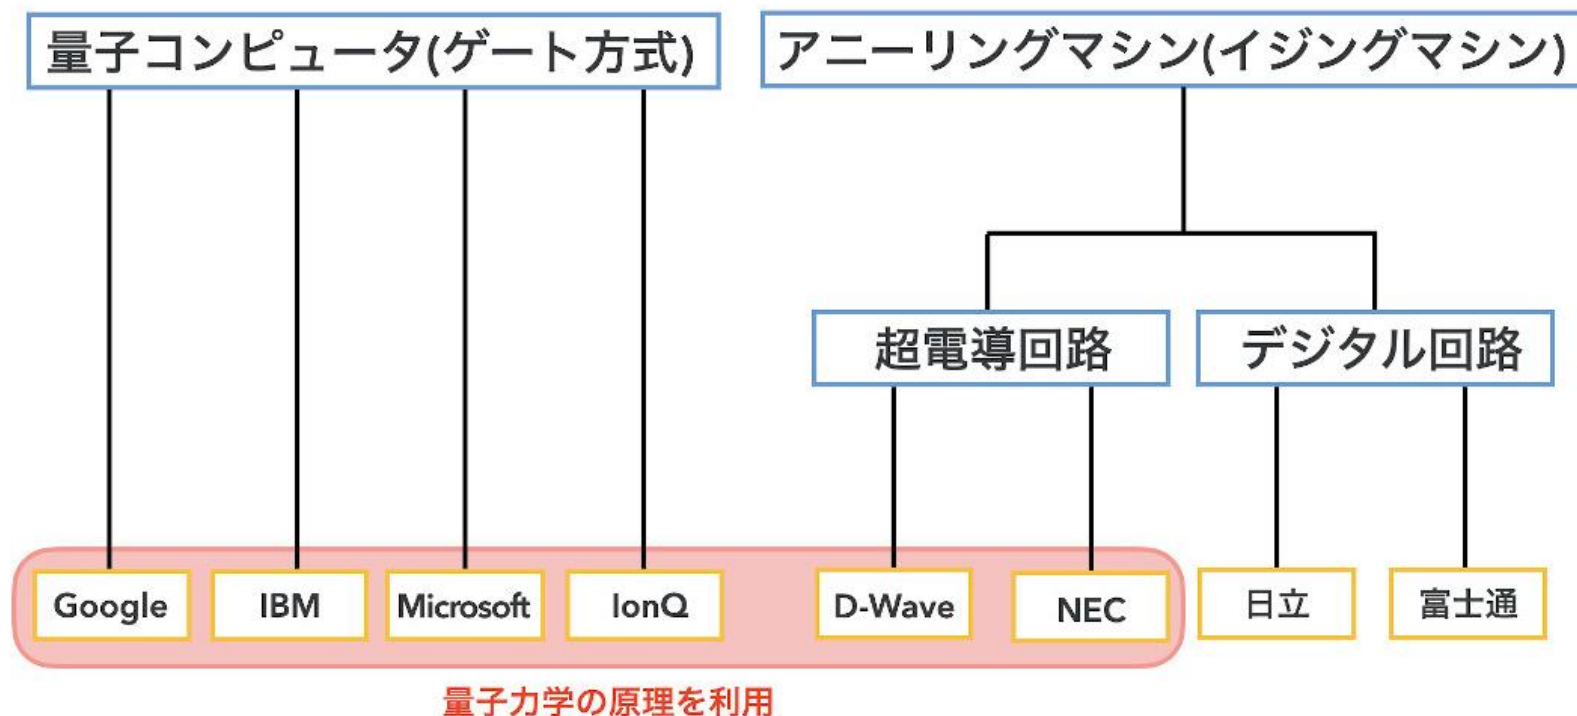 量子コンピュータ(ゲート方式)
アニーリングマシン(イジングマシン)
超電導回路
デジタル回路
Google
IBM
Microsoft
IonQ
D-Wave
NEC
日立
富士通
量子力学の原理を利用